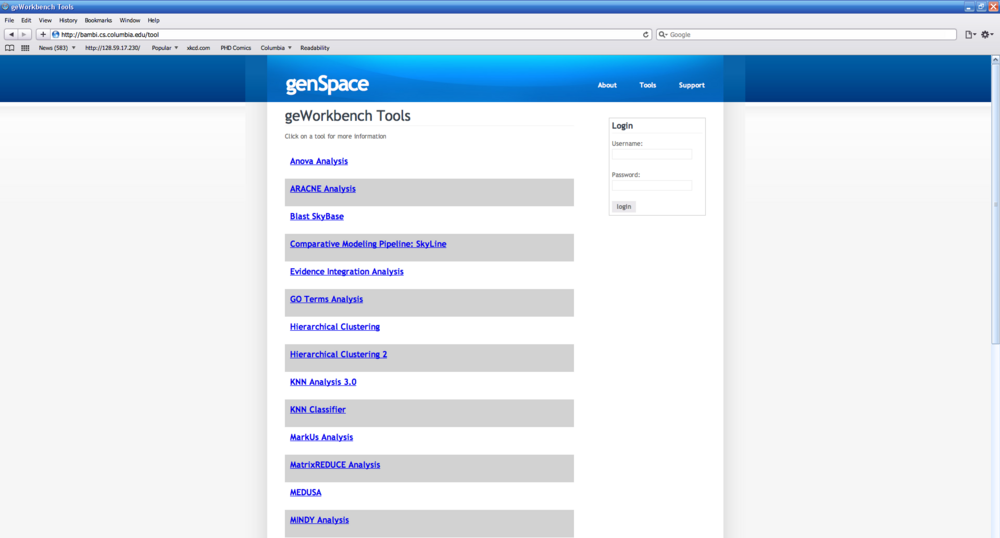 geWorkbench Tools
File Edit View History Bookmarks Window Help
http://bambi.cs.columbia.edu/tool
Google
News (583) http://128.59.17.230/ Popular xkcd.com PHD Comics Columbia Readability
genSpace
About Tools Support
geWorkbench Tools
Click on a tool for more information
Anova Analysis
ARACNE Analysis
Blast SkyBase
Comparative Modeling Pipeline: SkyLine
Evidence Integration Analysis
GO Terms Analysis
Hierarchical Clustering
Hierarchical Clustering 2
KNN Analysis 3.0
KNN Classifier
MarkUs Analysis
MatrixREDUCE Analysis
MEDUSA
MINDY Analysis
Login
Username:
Password:
login